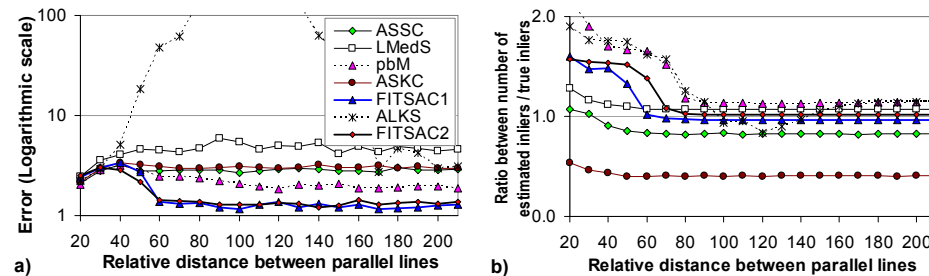 100
10
1
Error (Logarithmic scale)
ASSC
LMedS
pbM
ASKC
FITSAC1
ALKS
FITSAC2
20 40 60 80 100 120 140 160 180 200
Relative distance between parallel lines
a)
2.0
1.0
0.0
Ratio between number of
estimated inliers / true inliers
20 40 60 80 100 120 140 160 180 200
Relative distance between parallel lines
b)